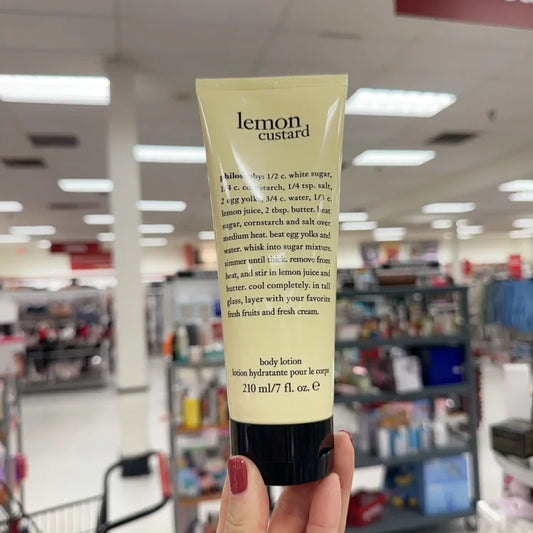 lemon
custard
philosophy: 1/2 c. white sugar,
1/4 c. cornstarch, 1/4 tsp. salt,
2 egg yolks, 3/4 c. water, 1/3 c.
lemon juice, 2 tbsp. butter. heat
sugar, cornstarch and salt over
medium heat. beat egg yolks and
water. whisk into sugar mixture.
simmer until thick. remove from
heat, and stir in lemon juice and
butter. cool completely. in tall
glass, layer with your favorite
fresh fruits and fresh cream.
body lotion
lotion hydratante pour le corps
210 ml/7 fl. oz. e